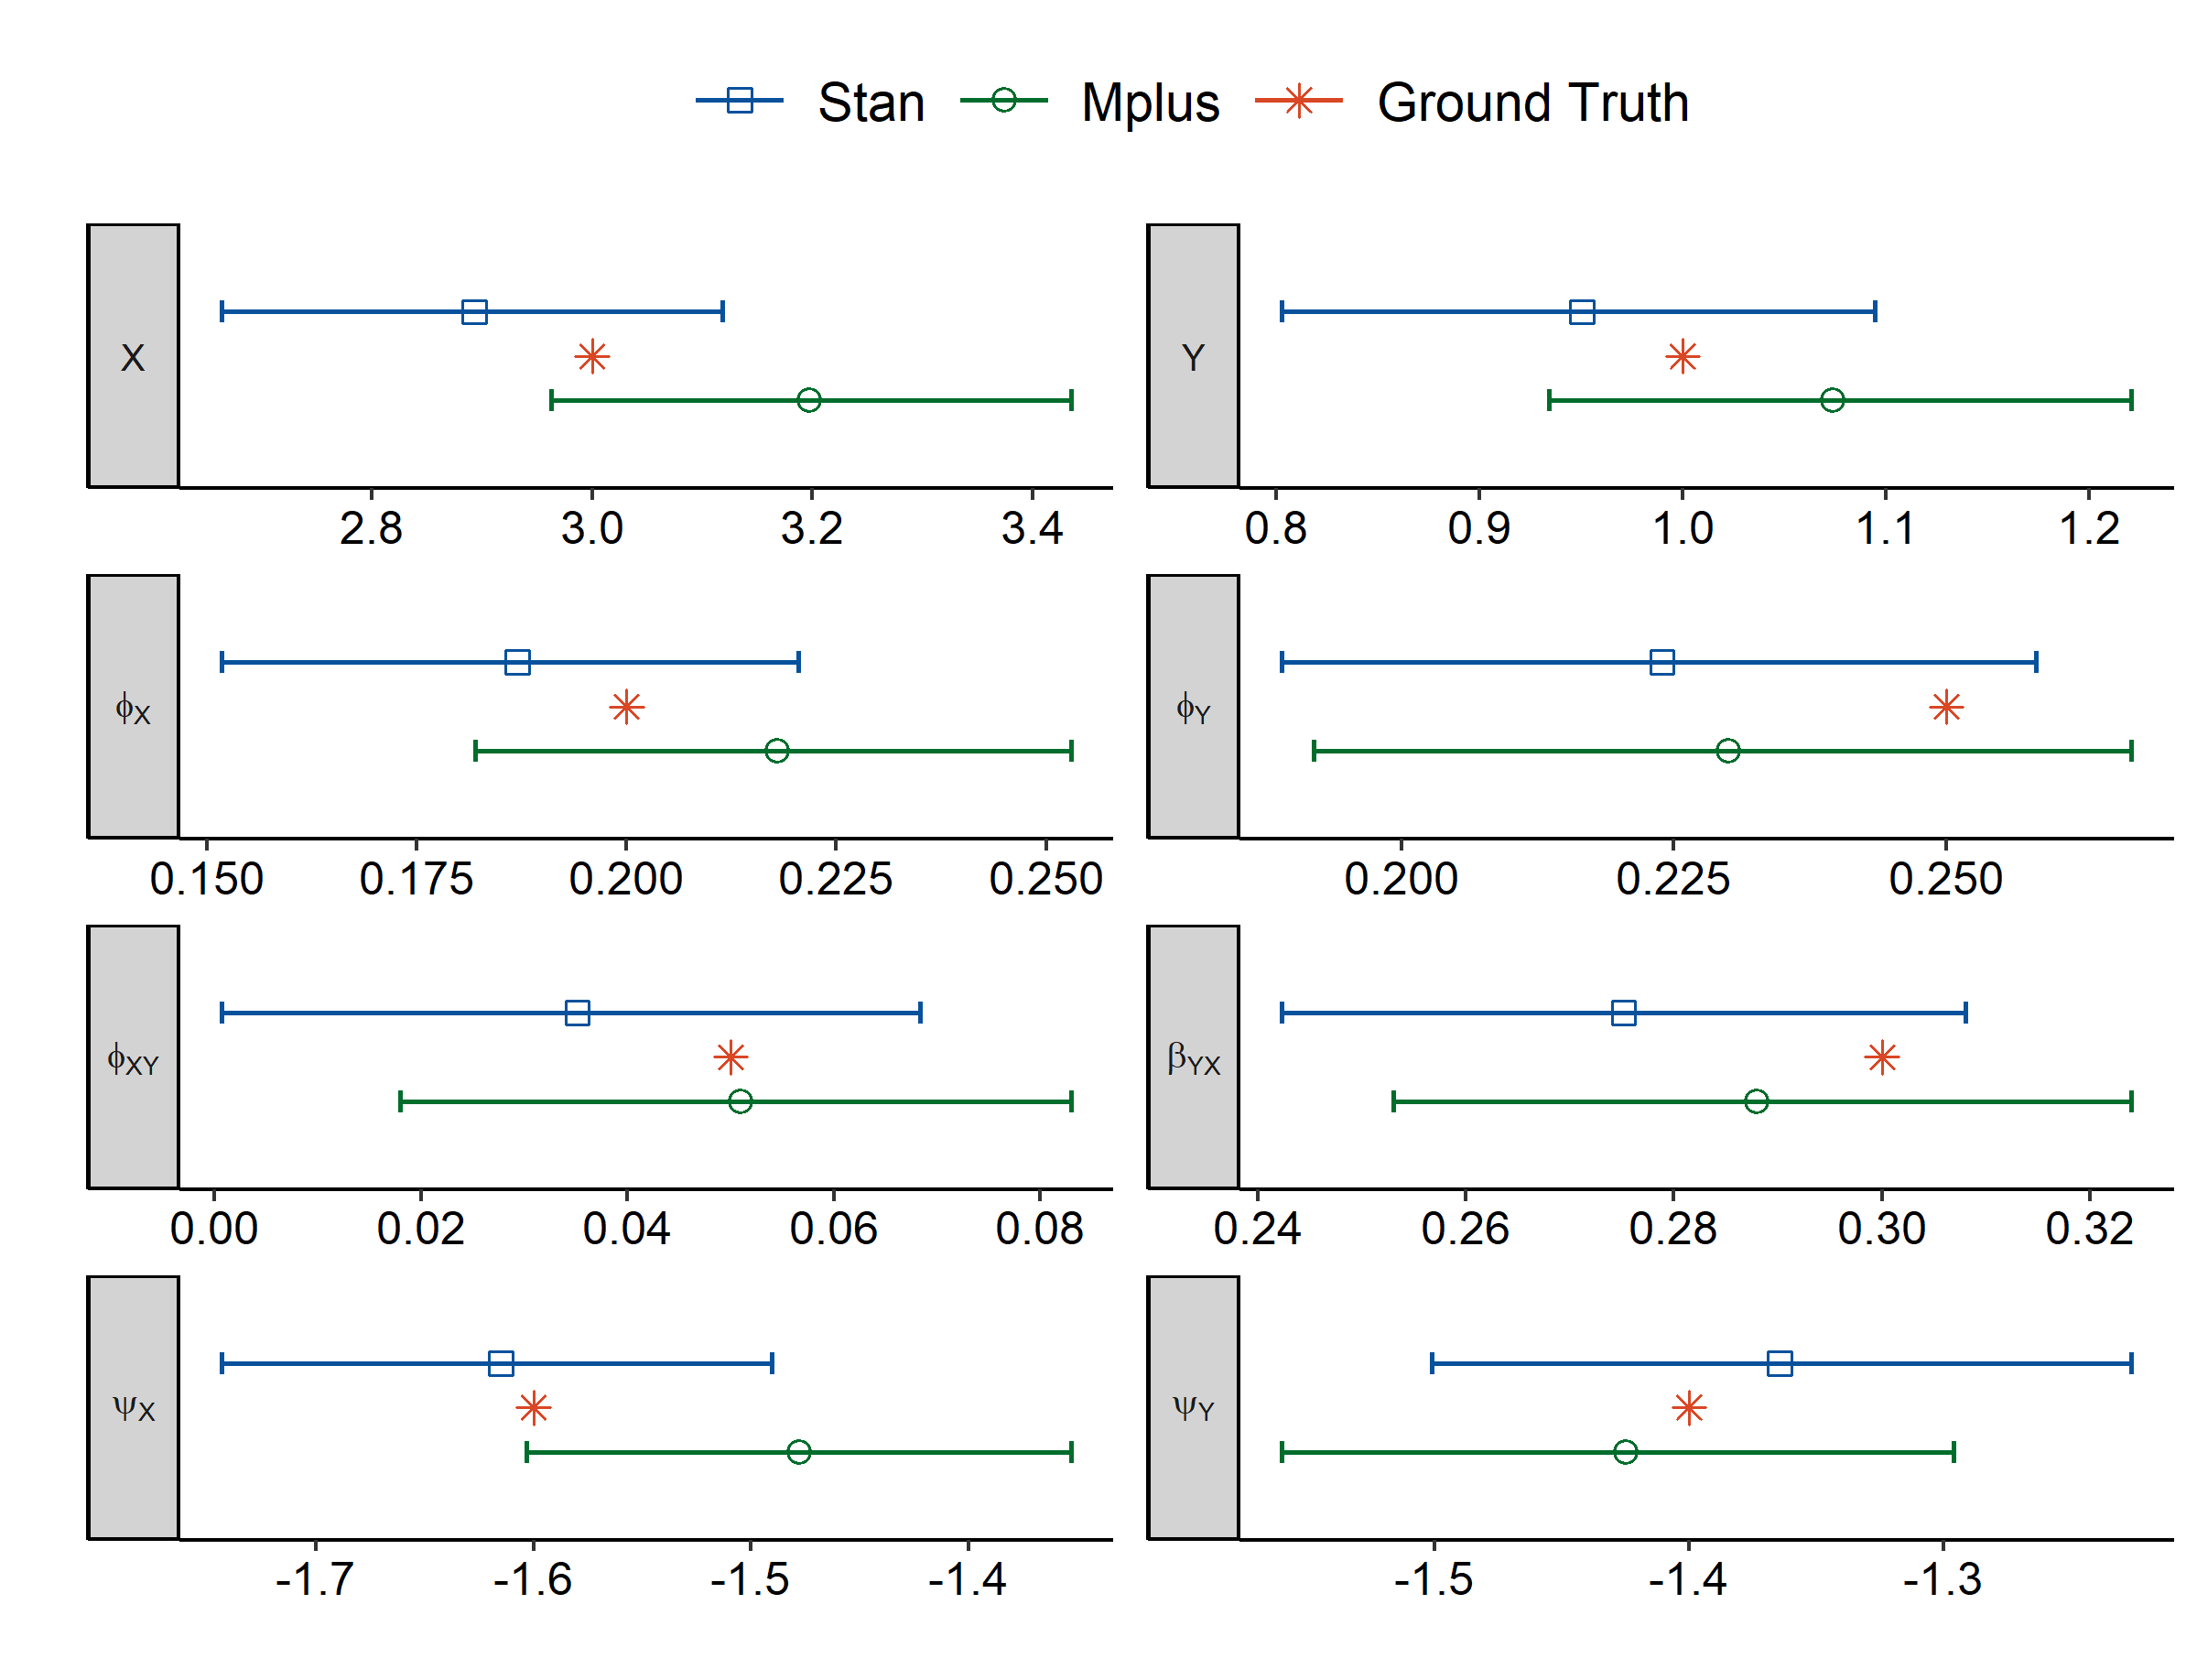 Stan Mplus Ground Truth
X
2.8 3.0 3.2 3.4
Y
0.8 0.9 1.0 1.1 1.2
ϕX
0.150 0.175 0.200 0.225 0.250
ϕY
0.200 0.225 0.250
ϕXY
0.00 0.02 0.04 0.06 0.08
βYX
0.24 0.26 0.28 0.30 0.32
ψX
-1.7 -1.6 -1.5 -1.4
ψY
-1.5 -1.4 -1.3